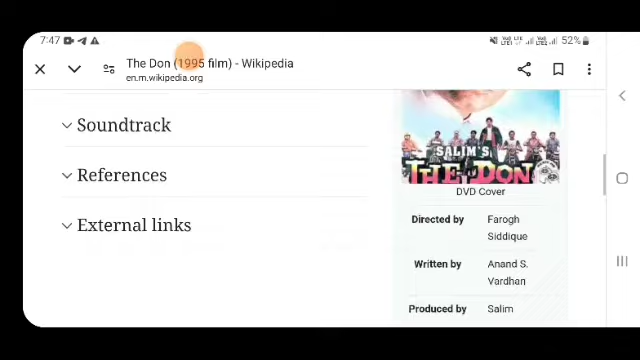 7:47
52%
The Don (1995 film) - Wikipedia
en.m.wikipedia.org
Soundtrack
References
External links
SALIM'S
THE DON
DVD Cover
Directed by Farogh
Siddique
Written by Anand S.
Vardhan
Produced by Salim